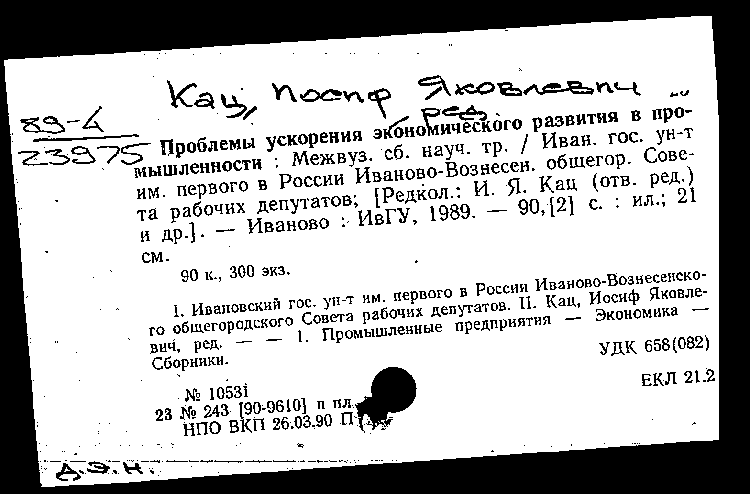 Кац, Иосиф Яковлевич
ред.
89-4
23975
Проблемы ускорения экономического развития в про-
мышленности : Межвуз. сб. науч. тр. / Иван. гос. ун-т
им. первого в России Иваново-Вознесен. общегор. Сове-
та рабочих депутатов; [Редкол.: И. Я. Кац (отв. ред.)
и др.]. — Иваново : ИвГУ, 1989. — 90,[2] с. : ил.; 21
см.
90 к., 300 экз.
1. Ивановский гос. ун-т им. первого в России Иваново-Вознесенско-
го общегородского Совета рабочих депутатов. II. Кац, Иосиф Яковле-
вич, ред. — — 1. Промышленные предприятия — Экономика —
Сборники.
УДК 658(082)
ЕКЛ 21.2
№ 10531
23 № 243 [90-9610] п пл.
НПО ВКП 26.03.90 П
Д.Э.Н.